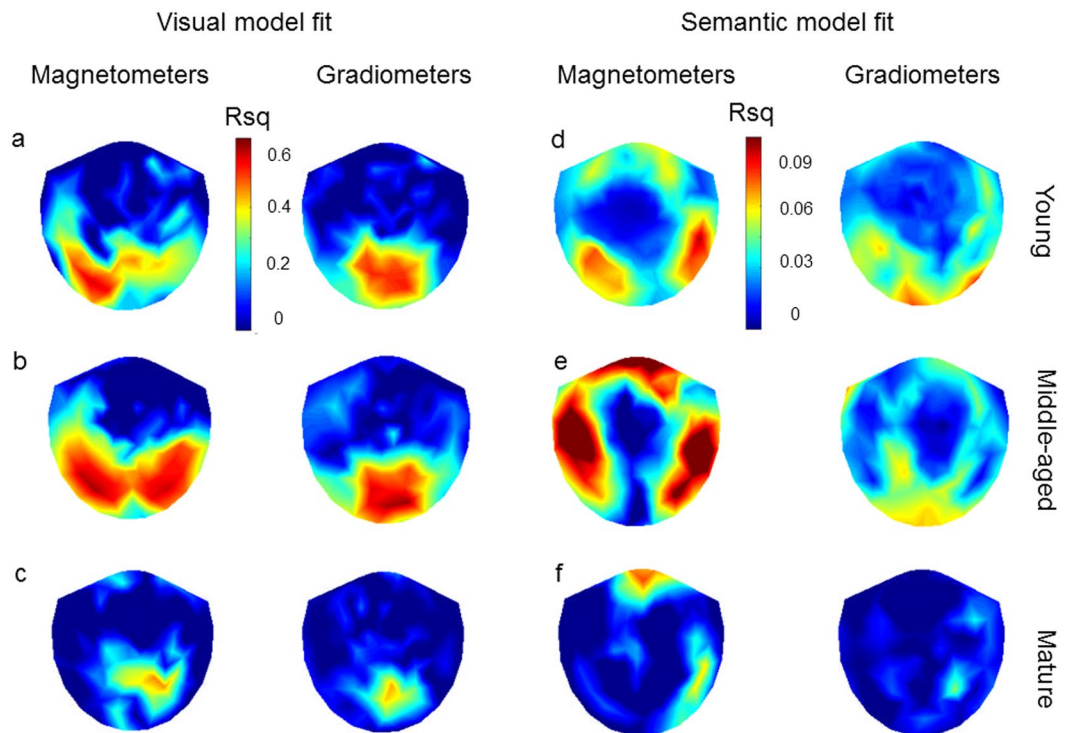 Visual model fit
Semantic model fit
Magnetometers
Gradiometers
Magnetometers
Gradiometers
a
Rsq
0.6
0.4
0.2
0
d
Rsq
0.09
0.06
0.03
0
Young
b
e
Middle-aged
c
f
Mature